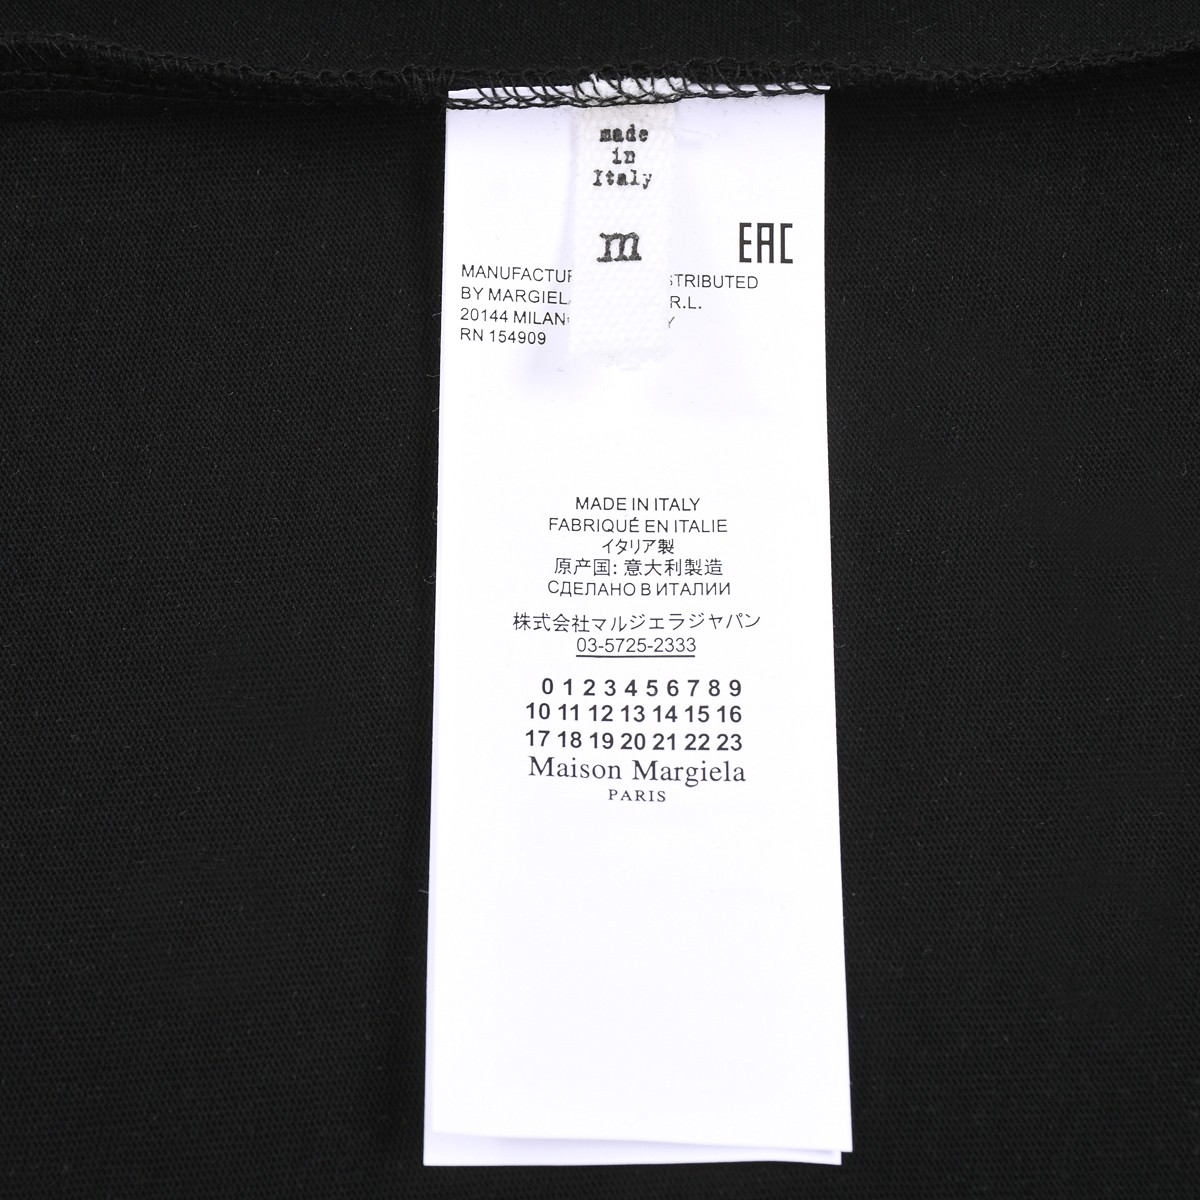 made
in
Italy
m
EAC
MANUFACTUR STRIBUTED
BY MARGIEL R.L.
20144 MILAN Y
RN 154909
MADE IN ITALY
FABRIQUÉ EN ITALIE
イタリア製
原产国: 意大利製造
СДЕЛАНО В ИТАЛИИ
株式会社マルジエラジャパン
03-5725-2333
0 1 2 3 4 5 6 7 8 9
10 11 12 13 14 15 16
17 18 19 20 21 22 23
Maison Margiela
PARIS